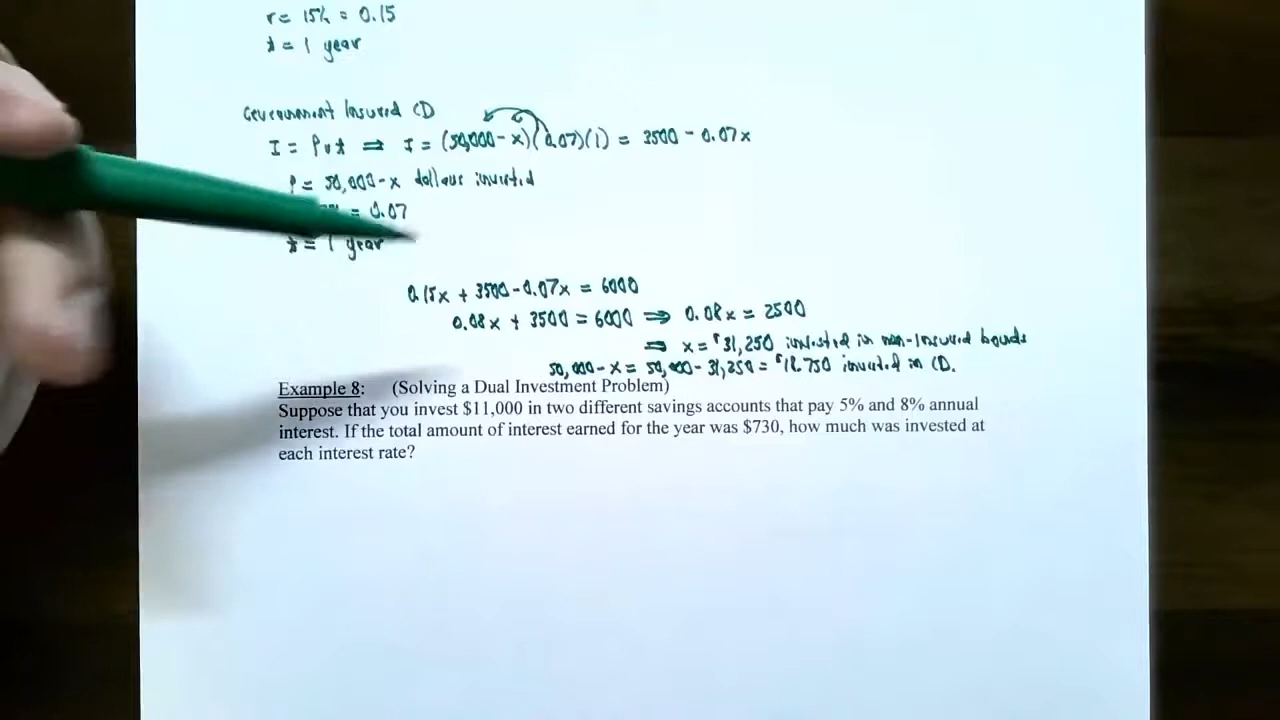 r = 15% = 0.15
t = 1 year
Government Insured CD
I = Prt ⇒ I = (50,000 - x)(0.07)(1) = 3500 - 0.07x
P = 50,000 - x dollars invested
= 0.07
t = 1 year
0.15x + 3500 - 0.07x = 6000
0.08x + 3500 = 6000 ⇒ 0.08x = 2500
⇒ x = $31,250 invested in non-insured bonds
50,000 - x = 50,000 - 31,250 = $18,750 invested in CD.
Example 8: (Solving a Dual Investment Problem)
Suppose that you invest $11,000 in two different savings accounts that pay 5% and 8% annual
interest. If the total amount of interest earned for the year was $730, how much was invested at
each interest rate?